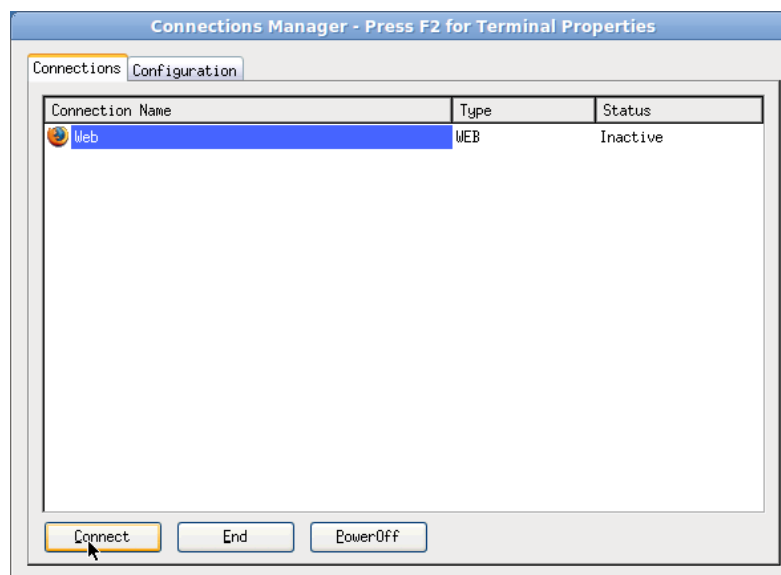 Connections Manager - Press F2 for Terminal Properties
Connections Configuration
Connection Name Type Status
Web WEB Inactive
Connect End PowerOff